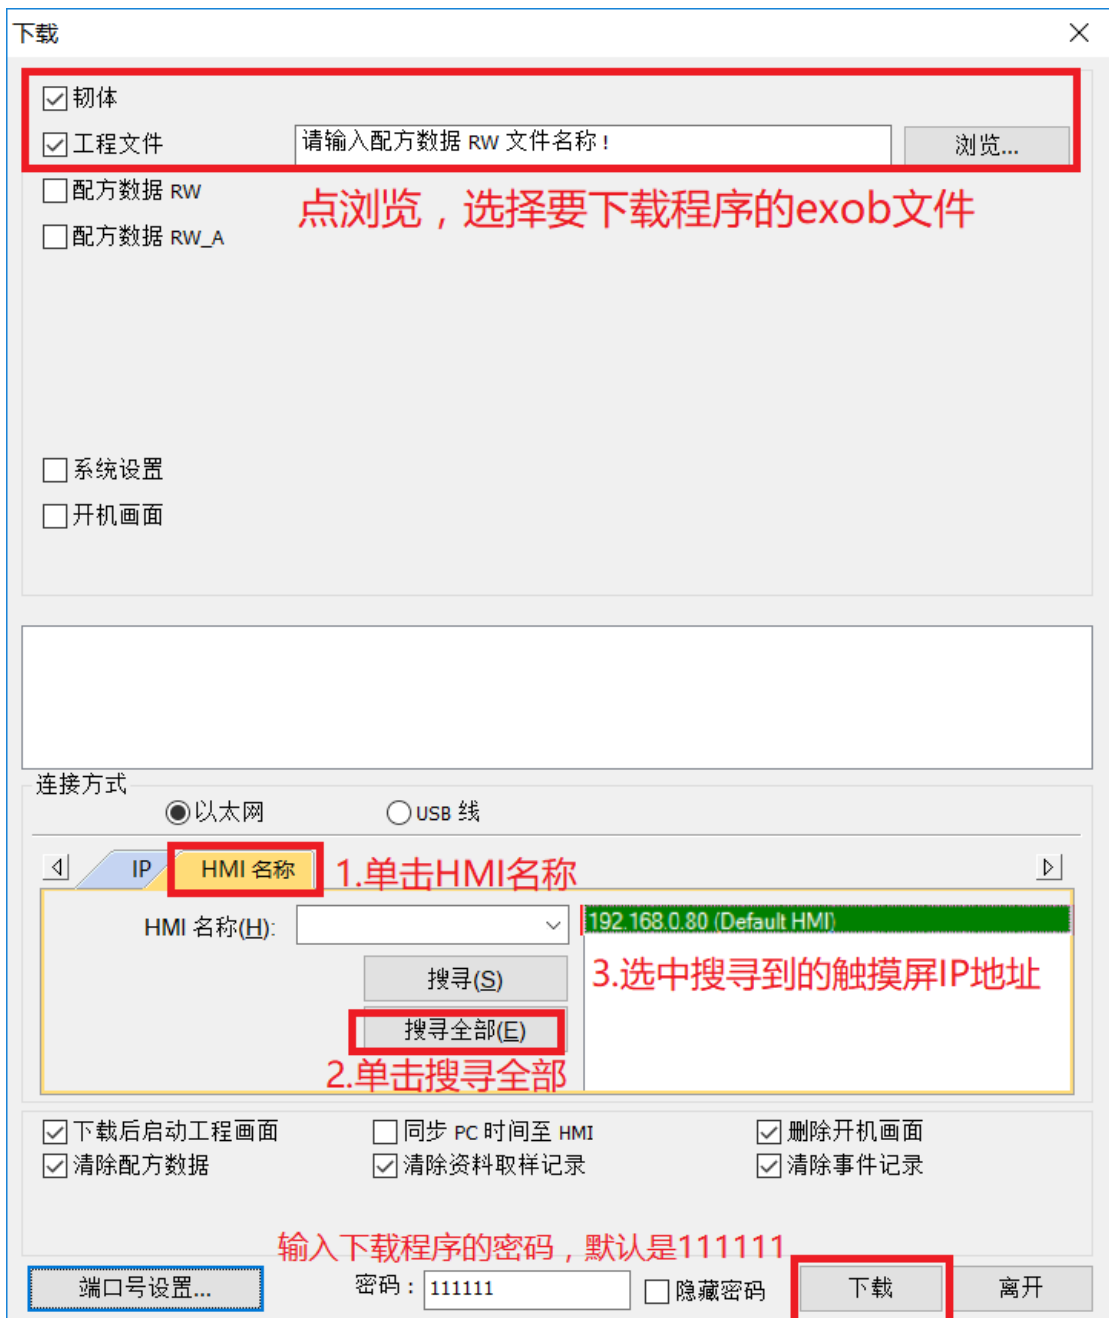 下载
韧体
工程文件 请输入配方数据 RW 文件名称! 浏览...
配方数据 RW
点浏览，选择要下载程序的exob文件
配方数据 RW_A
系统设置
开机画面
连接方式
以太网 USB 线
IP HMI 名称 1.单击HMI名称
HMI 名称(H): 192.168.0.80 (Default HMI)
搜寻(S) 3.选中搜寻到的触摸屏IP地址
搜寻全部(E)
2.单击搜寻全部
下载后启动工程画面 同步 PC 时间至 HMI 删除开机画面
清除配方数据 清除资料取样记录 清除事件记录
输入下载程序的密码，默认是111111
端口号设置... 密码： 111111 隐藏密码 下载 离开